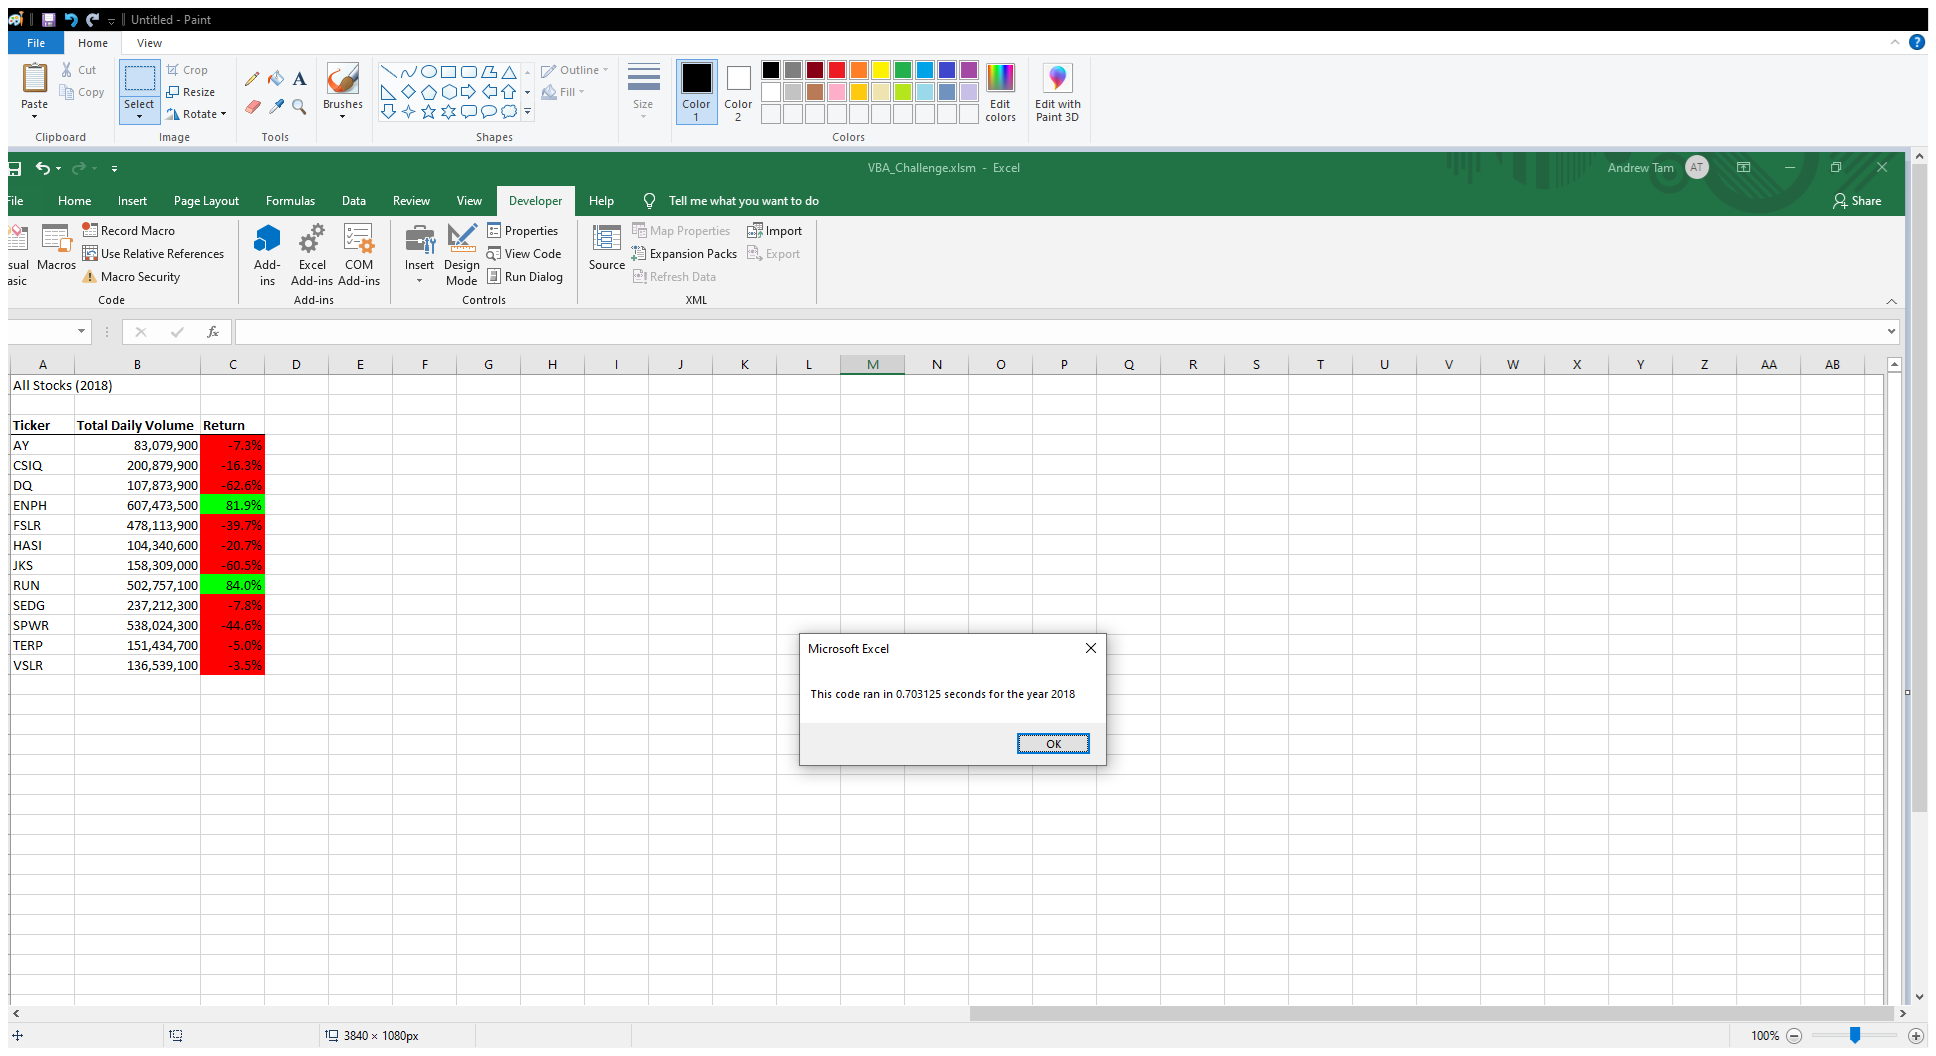 Untitled - Paint
File Home View
Paste
Cut
Copy
Clipboard
Select
Crop
Resize
Rotate
Image
Tools
Brushes
Shapes
Outline
Fill
Size
Color 1
Color 2
Edit colors
Colors
Edit with Paint 3D
VBA_Challenge.xlsm - Excel
Andrew Tam AT
Home Insert Page Layout Formulas Data Review View Developer Help Tell me what you want to do Share
Macros
Record Macro
Use Relative References
Macro Security
Code
Add-ins
Excel Add-ins
COM Add-ins
Add-ins
Insert
Design Mode
Properties
View Code
Run Dialog
Controls
Source
Map Properties
Expansion Packs
Refresh Data
Import
Export
XML
fx
A B C D E F G H I J K L M N O P Q R S T U V W X Y Z AA AB
All Stocks (2018)
Ticker Total Daily Volume Return
AY 83,079,900 -7.3%
CSIQ 200,879,900 -16.3%
DQ 107,873,900 -62.6%
ENPH 607,473,500 81.9%
FSLR 478,113,900 -39.7%
HASI 104,340,600 -20.7%
JKS 158,309,000 -60.5%
RUN 502,757,100 84.0%
SEDG 237,212,300 -7.8%
SPWR 538,024,300 -44.6%
TERP 151,434,700 -5.0%
VSLR 136,539,100 -3.5%
Microsoft Excel
This code ran in 0.703125 seconds for the year 2018
OK
3840 × 1080px
100%